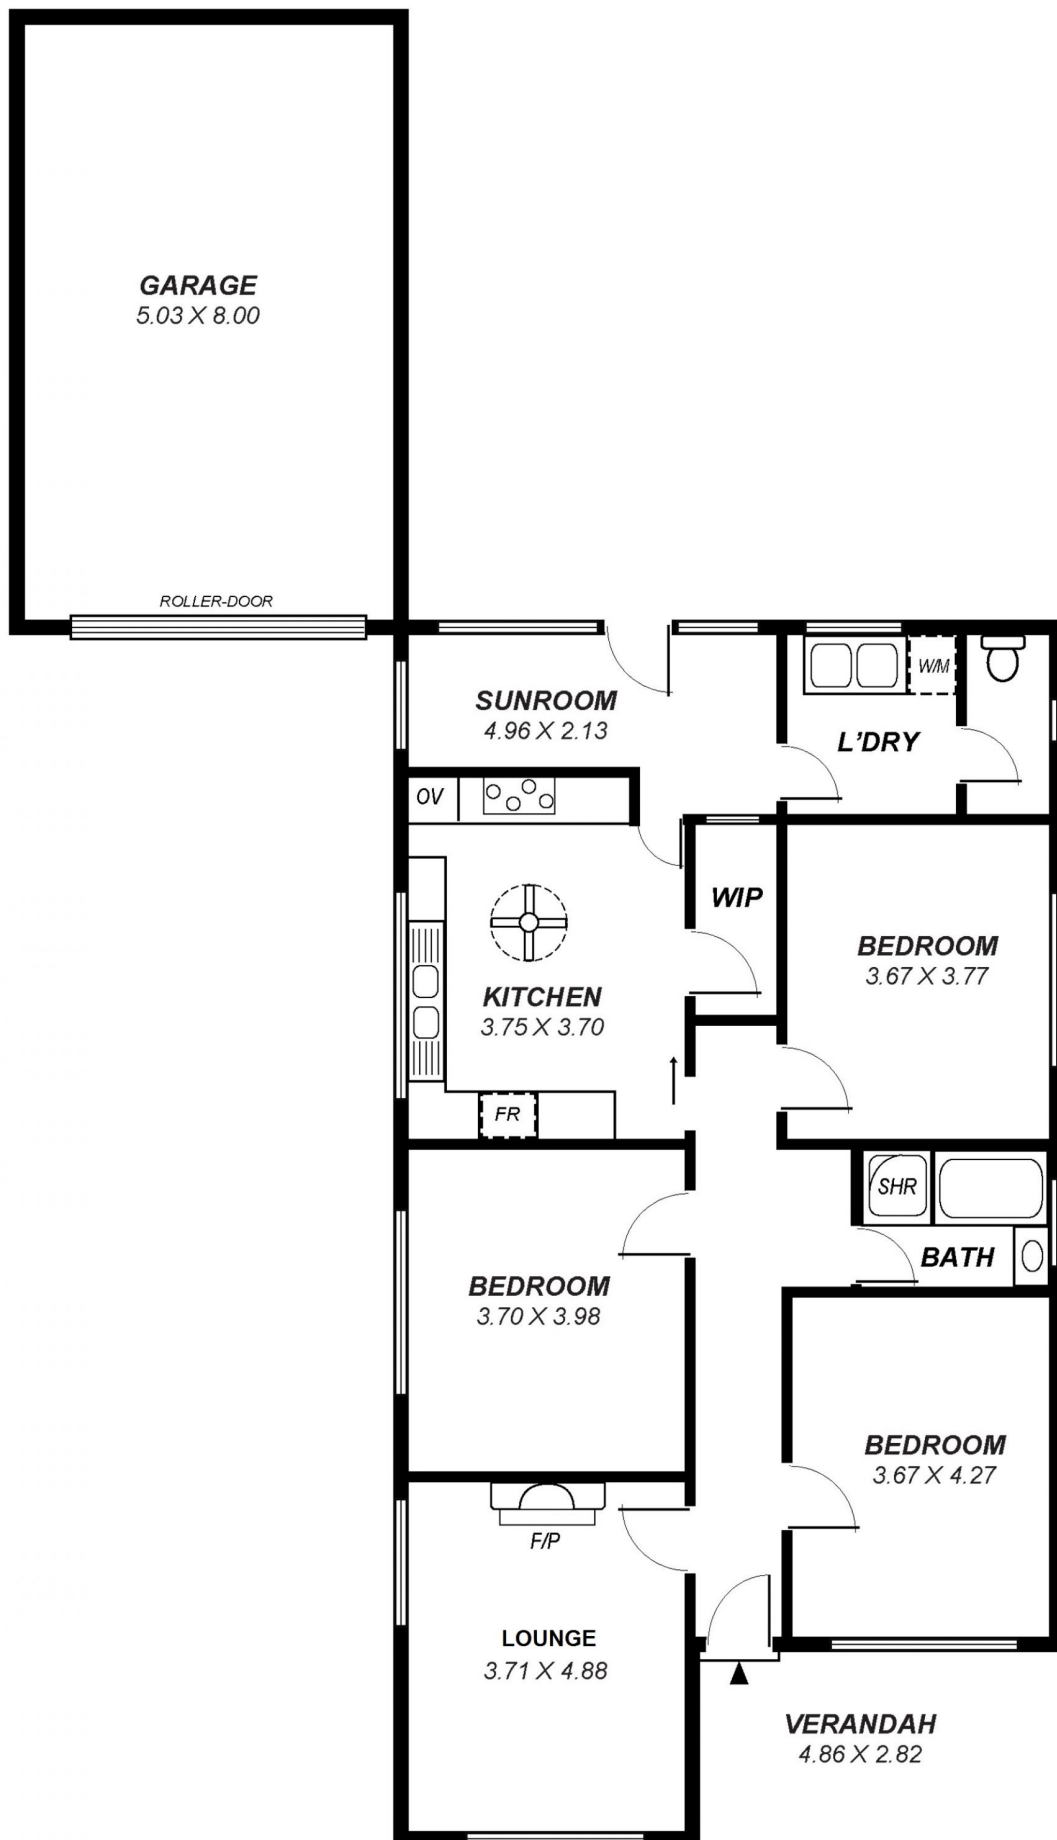 GARAGE
5.03 X 8.00
ROLLER-DOOR
SUNROOM
4.96 X 2.13
W/M
L'DRY
OV
WIP
BEDROOM
3.67 X 3.77
KITCHEN
3.75 X 3.70
FR
SHR
BATH
BEDROOM
3.70 X 3.98
BEDROOM
3.67 X 4.27
F/P
LOUNGE
3.71 X 4.88
VERANDAH
4.86 X 2.82